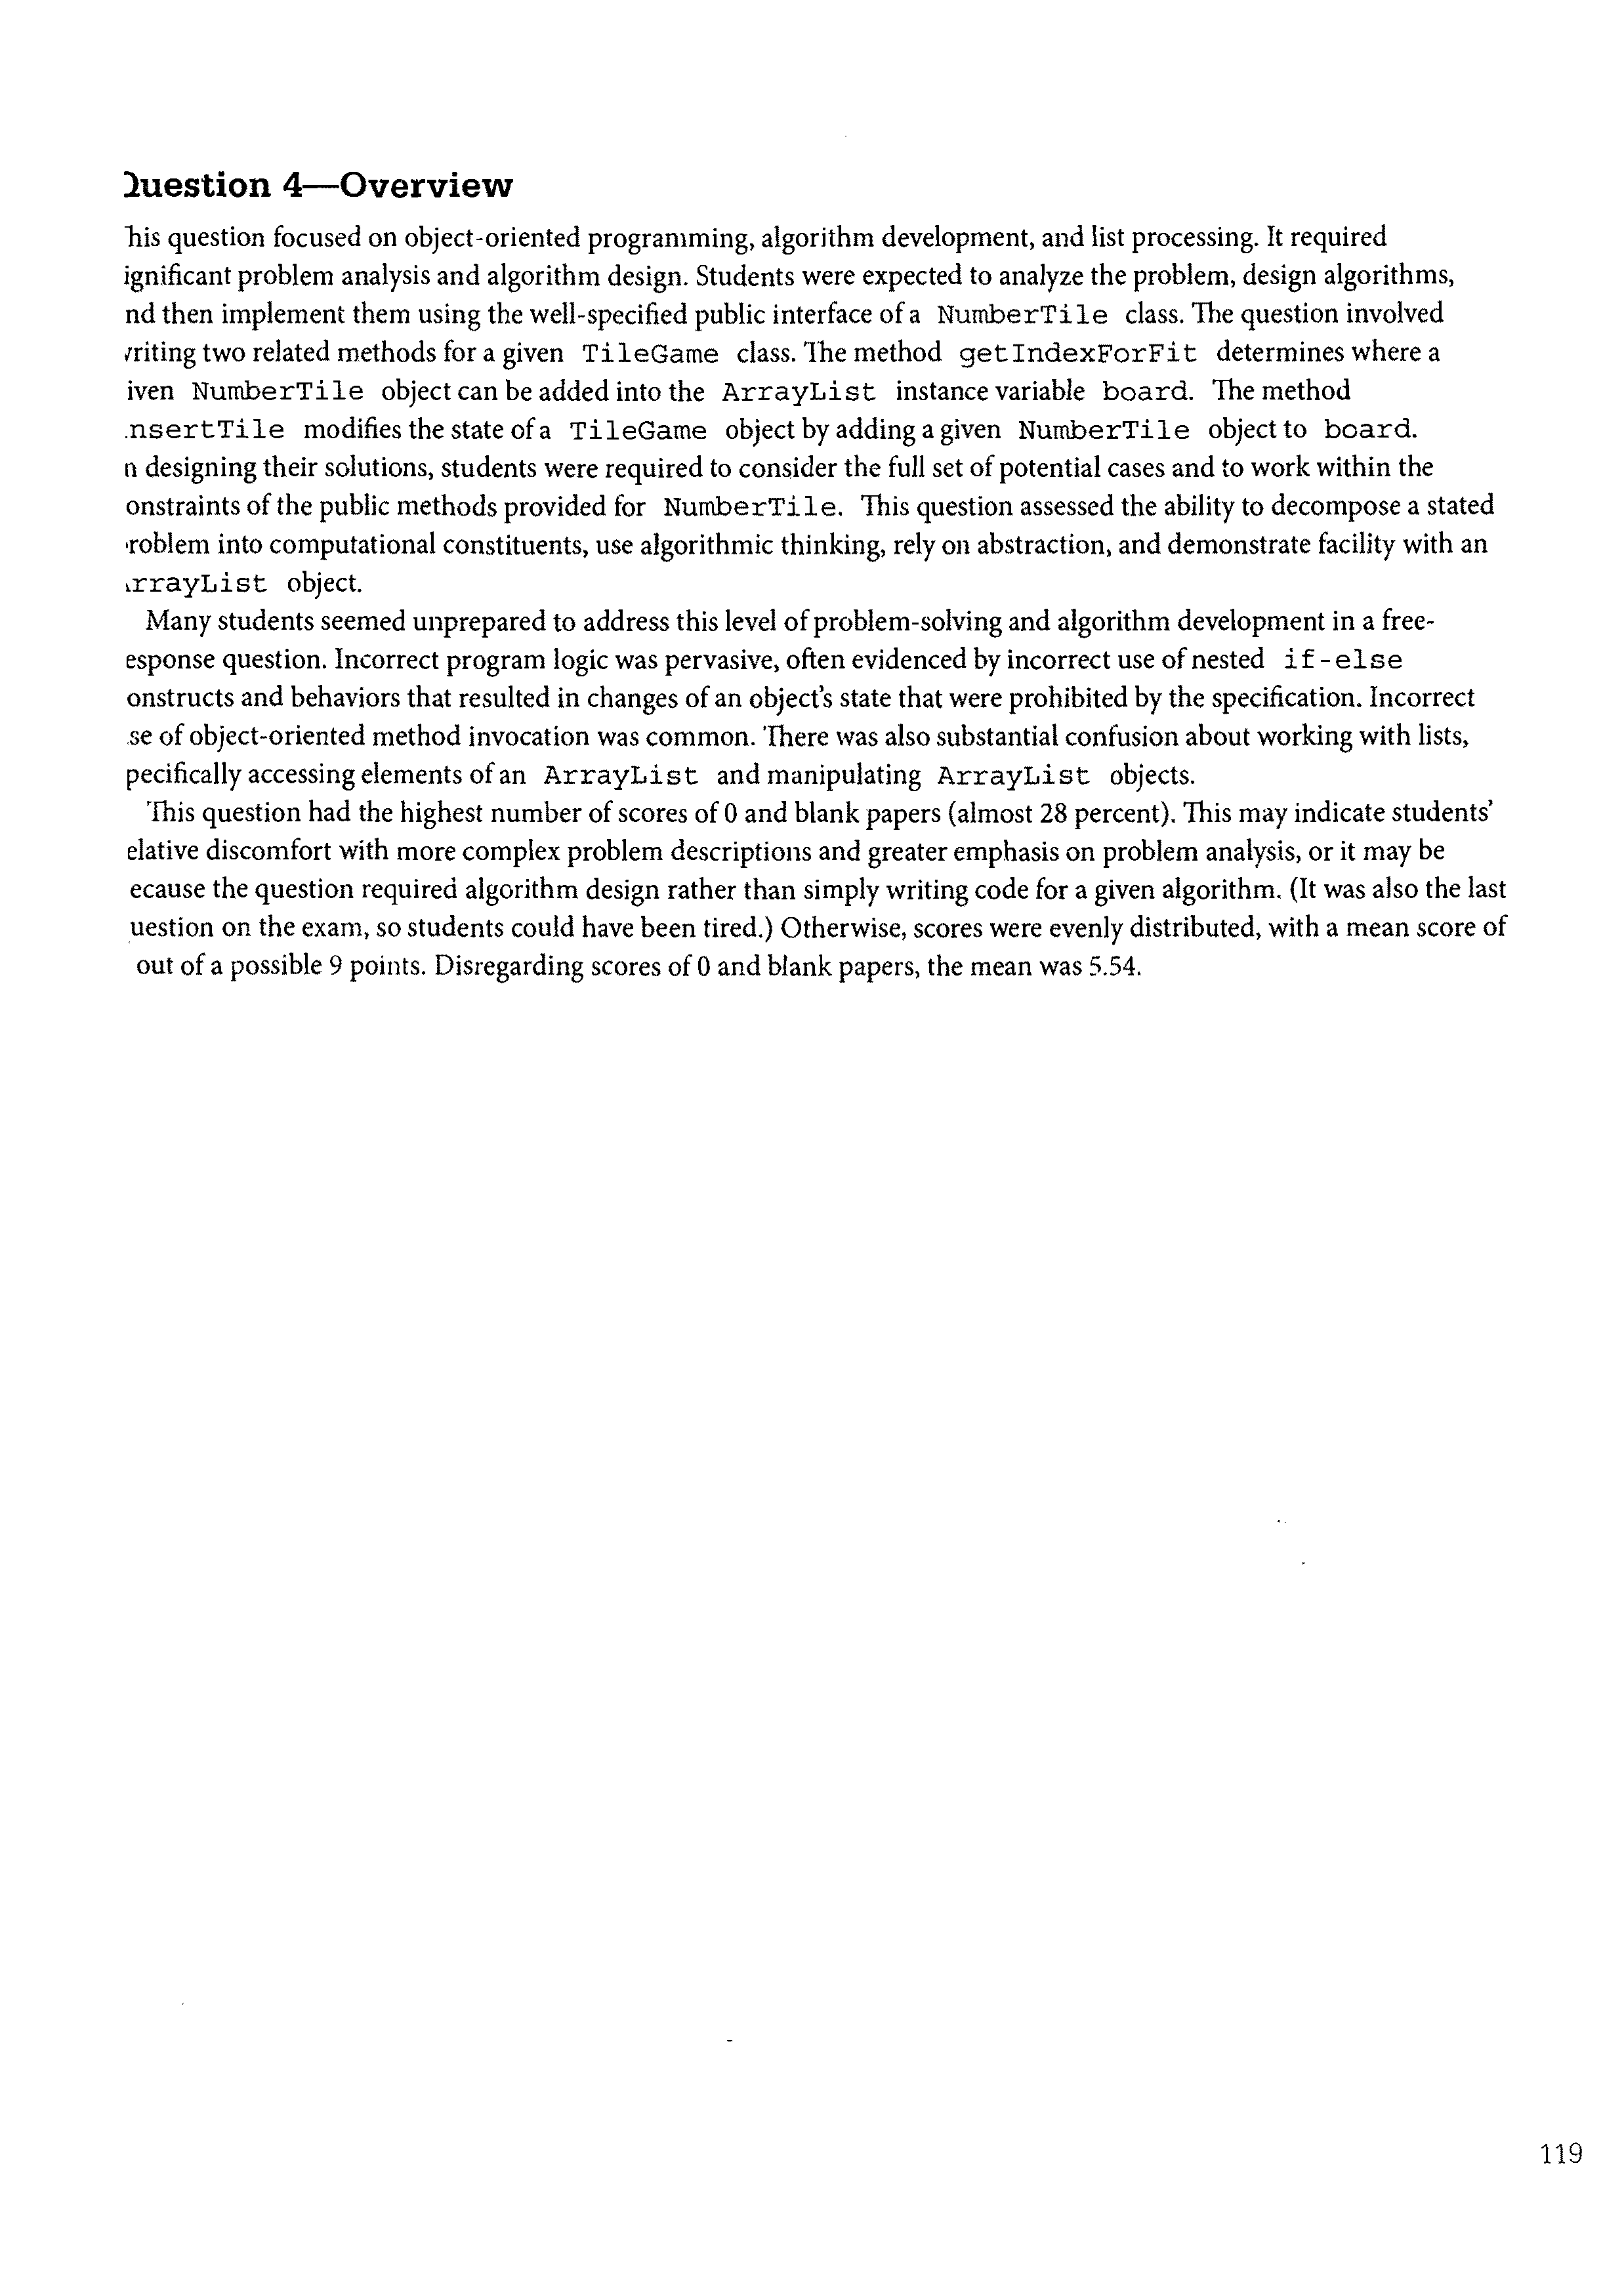 Question 4—Overview
This question focused on object-oriented programming, algorithm development, and list processing. It required
ignificant problem analysis and algorithm design. Students were expected to analyze the problem, design algorithms,
nd then implement them using the well-specified public interface of a NumberTile class. The question involved
writing two related methods for a given TileGame class. The method getIndexForFit determines where a
iven NumberTile object can be added into the ArrayList instance variable board. The method
nsertTile modifies the state of a TileGame object by adding a given NumberTile object to board.
n designing their solutions, students were required to consider the full set of potential cases and to work within the
onstraints of the public methods provided for NumberTile. This question assessed the ability to decompose a stated
roblem into computational constituents, use algorithmic thinking, rely on abstraction, and demonstrate facility with an
rrayList object.
Many students seemed unprepared to address this level of problem-solving and algorithm development in a free-
esponse question. Incorrect program logic was pervasive, often evidenced by incorrect use of nested if-else
onstructs and behaviors that resulted in changes of an object's state that were prohibited by the specification. Incorrect
se of object-oriented method invocation was common. There was also substantial confusion about working with lists,
pecifically accessing elements of an ArrayList and manipulating ArrayList objects.
This question had the highest number of scores of 0 and blank papers (almost 28 percent). This may indicate students'
elative discomfort with more complex problem descriptions and greater emphasis on problem analysis, or it may be
ecause the question required algorithm design rather than simply writing code for a given algorithm. (It was also the last
uestion on the exam, so students could have been tired.) Otherwise, scores were evenly distributed, with a mean score of
out of a possible 9 points. Disregarding scores of 0 and blank papers, the mean was 5.54.
119